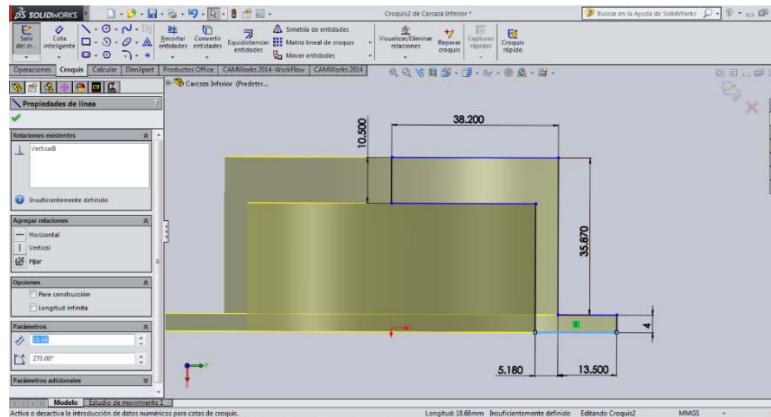 SOLIDWORKS
Croquis2 de Carcaza Inferior *
Buscar en la Ayuda de SolidWorks
Salir del cr...
Cota inteligente
Recortar entidades
Convertir entidades
Equidistanciar entidades
Simetría de entidades
Matriz lineal de croquis
Mover entidades
Visualizar/Eliminar relaciones
Reparar croquis
Capturas rápidas
Croquis rápido
Operaciones
Croquis
Calcular
DimXpert
Productos Office
CAMWorks 2014-WorkFlow
CAMWorks 2014
Carcaza Inferior (Predeter...
Propiedades de línea
?
Relaciones existentes
Vertical8
Insuficientemente definido
Agregar relaciones
Horizontal
Vertical
Fijar
Opciones
Para construcción
Longitud infinita
Parámetros
18.68
270.00°
Parámetros adicionales
38.200
10.500
35.870
4
5.180
13.500
Modelo
Estudio de movimiento 1
Activa o desactiva la introducción de datos numéricos para cotas de croquis.
Longitud: 18.68mm
Insuficientemente definido
Editando Croquis2
MMGS